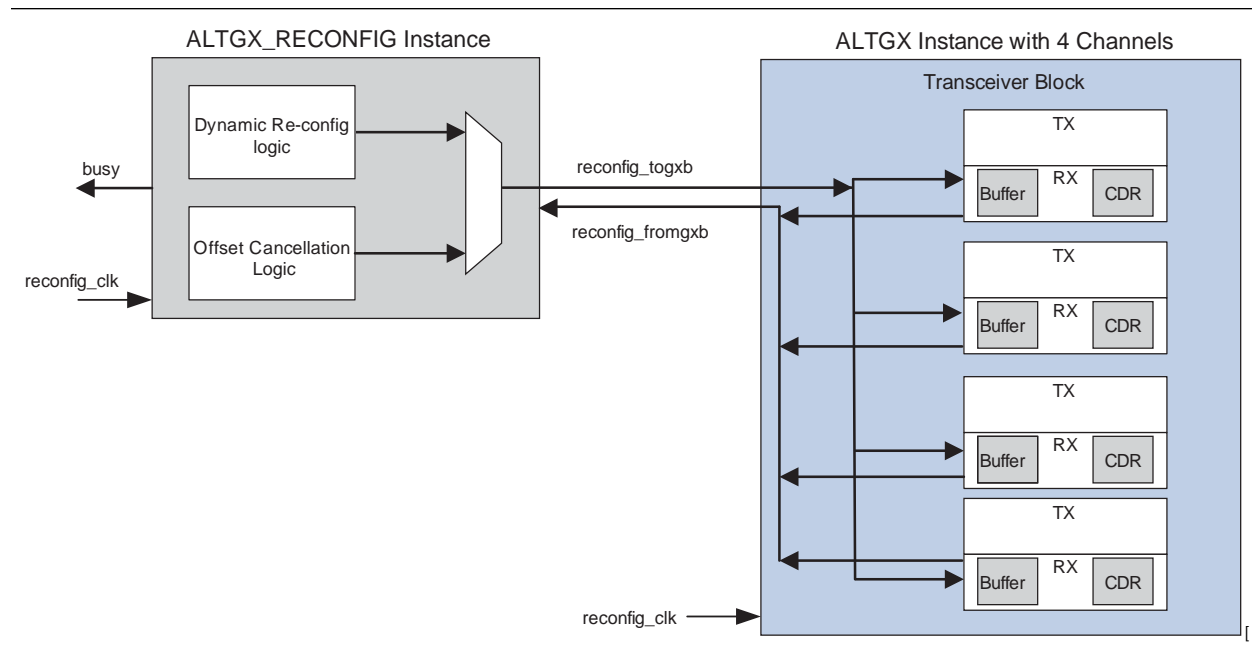 ALTGX_RECONFIG Instance
Dynamic Re-config
logic
Offset Cancellation
Logic
busy
reconfig_clk
reconfig_togxb
reconfig_fromgxb
ALTGX Instance with 4 Channels
Transceiver Block
TX
RX
Buffer
CDR
TX
RX
Buffer
CDR
TX
RX
Buffer
CDR
TX
RX
Buffer
CDR
reconfig_clk
[